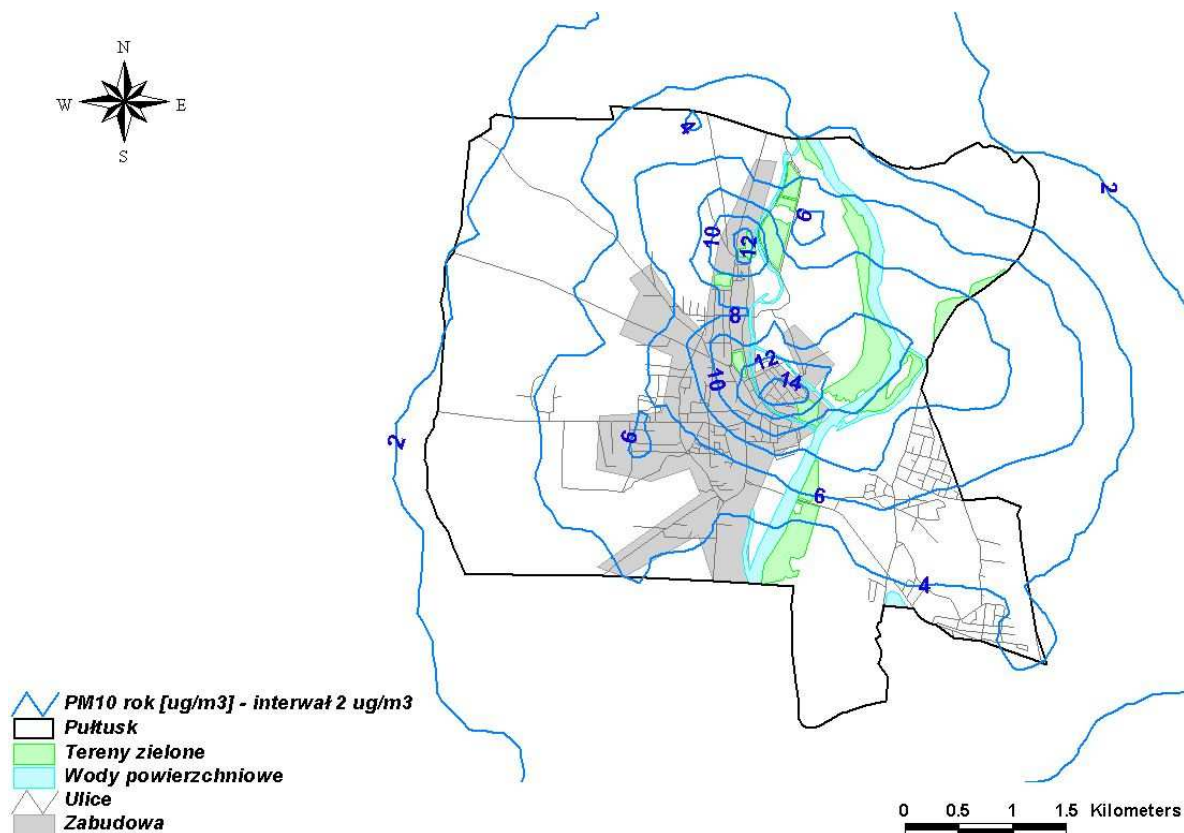 N
W E
S
4
2
6
10
12
8
12
10
14
6
2
6
4
PM10 rok [ug/m3] - interwał 2 ug/m3
Pułtusk
Tereny zielone
Wody powierzchniowe
Ulice
Zabudowa
0 0.5 1 1.5 Kilometers